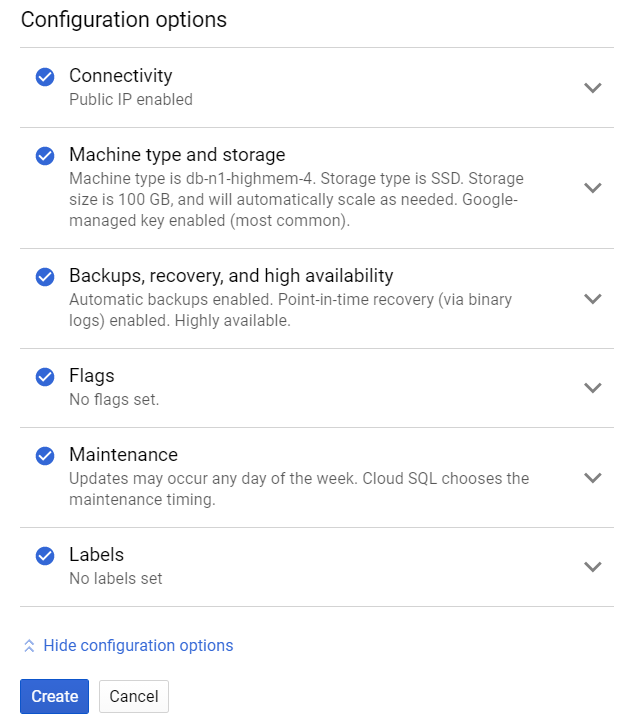 Configuration options
Connectivity
Public IP enabled
Machine type and storage
Machine type is db-n1-highmem-4. Storage type is SSD. Storage
size is 100 GB, and will automatically scale as needed. Google-
managed key enabled (most common).
Backups, recovery, and high availability
Automatic backups enabled. Point-in-time recovery (via binary
logs) enabled. Highly available.
Flags
No flags set.
Maintenance
Updates may occur any day of the week. Cloud SQL chooses the
maintenance timing.
Labels
No labels set
Hide configuration options
Create Cancel